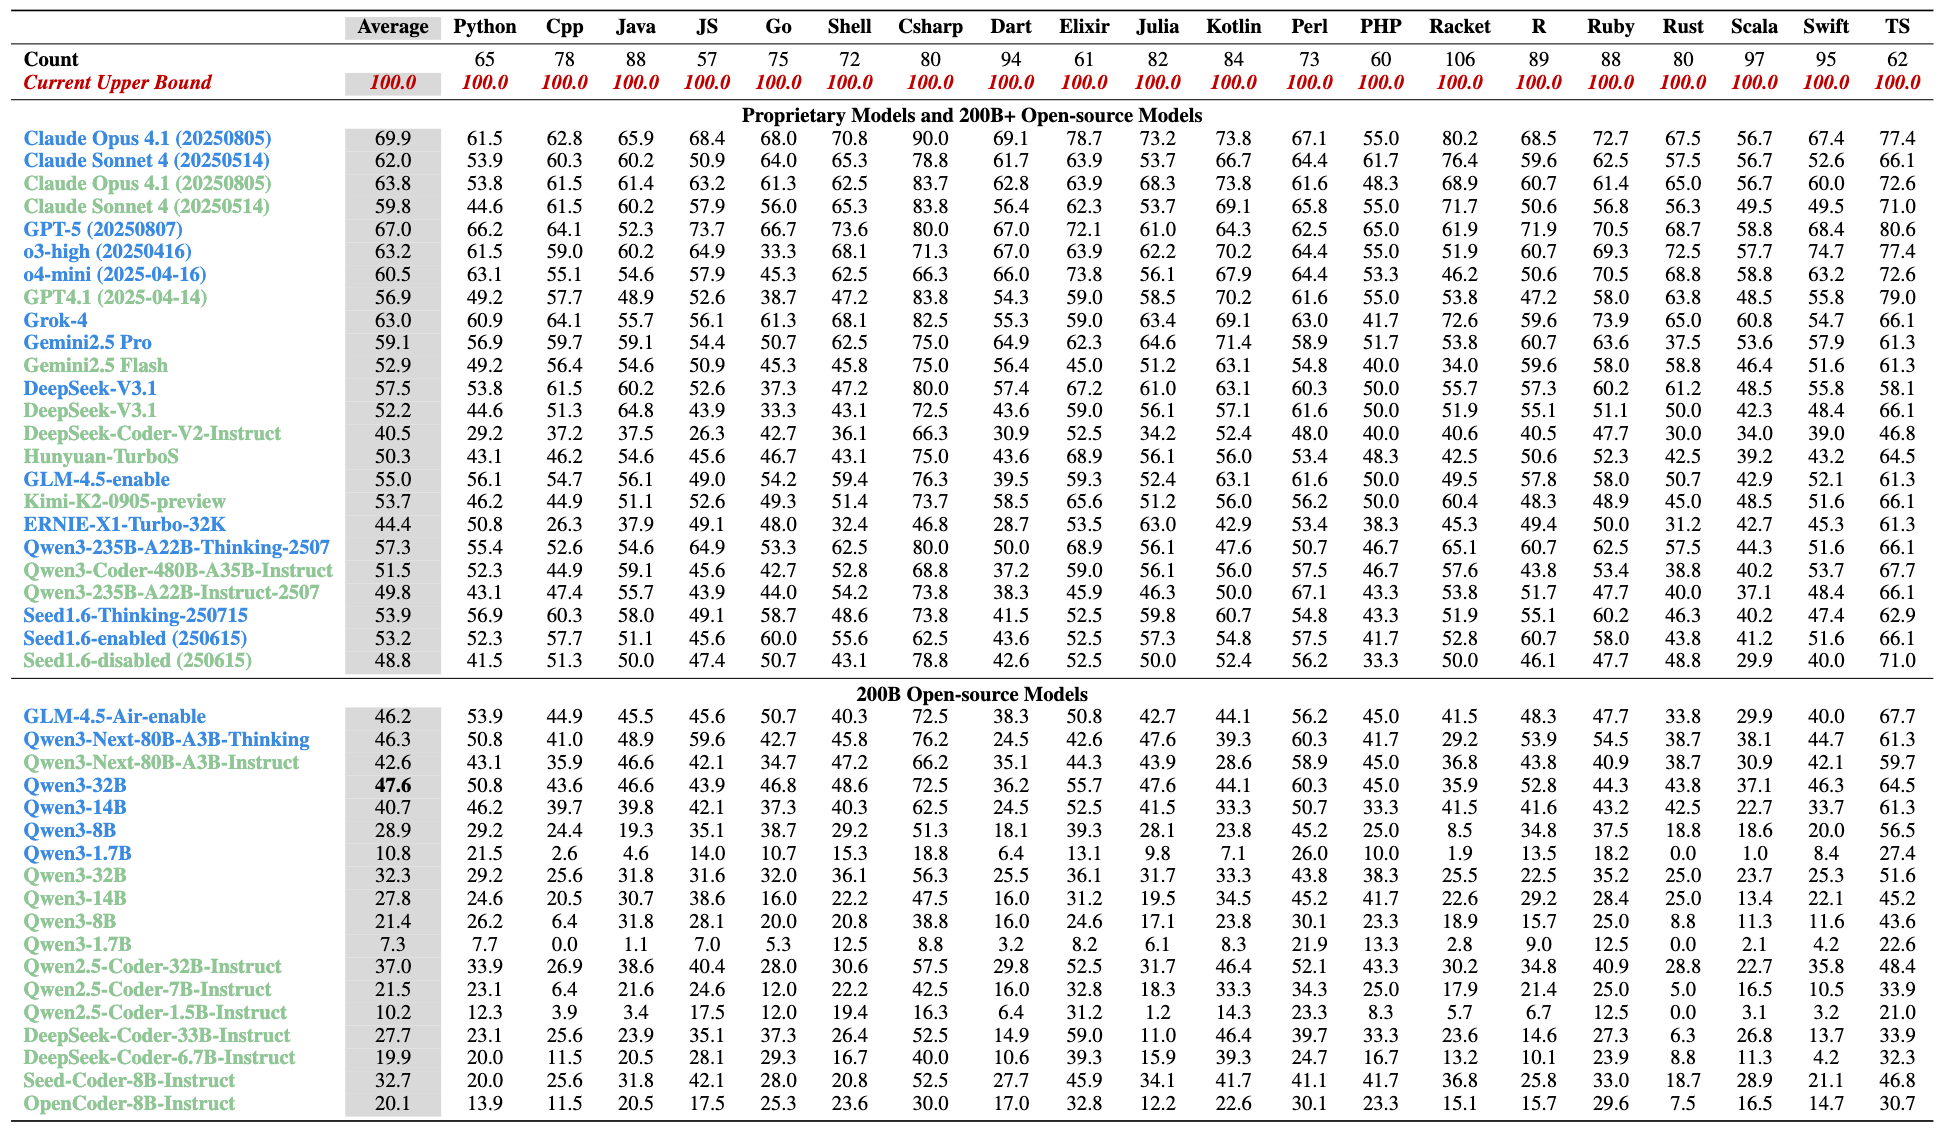 Average Python Cpp Java JS Go Shell Csharp Dart Elixir Julia Kotlin Perl PHP Racket R Ruby Rust Scala Swift TS
Count 65 78 88 57 75 72 80 94 61 82 84 73 60 106 89 88 80 97 95 62
Current Upper Bound 100.0 100.0 100.0 100.0 100.0 100.0 100.0 100.0 100.0 100.0 100.0 100.0 100.0 100.0 100.0 100.0 100.0 100.0 100.0 100.0 100.0
Proprietary Models and 200B+ Open-source Models
Claude Opus 4.1 (20250805) 69.9 61.5 62.8 65.9 68.4 68.0 70.8 90.0 69.1 78.7 73.2 73.8 67.1 55.0 80.2 68.5 72.7 67.5 56.7 67.4 77.4
Claude Sonnet 4 (20250514) 62.0 53.9 60.3 60.2 50.9 64.0 65.3 78.8 61.7 63.9 53.7 66.7 64.4 61.7 76.4 59.6 62.5 57.5 56.7 52.6 66.1
Claude Opus 4.1 (20250805) 63.8 53.8 61.5 61.4 63.2 61.3 62.5 83.7 62.8 63.9 68.3 73.8 61.6 48.3 68.9 60.7 61.4 65.0 56.7 60.0 72.6
Claude Sonnet 4 (20250514) 59.8 44.6 61.5 60.2 57.9 56.0 65.3 83.8 56.4 62.3 53.7 69.1 65.8 55.0 71.7 50.6 56.8 56.3 49.5 49.5 71.0
GPT-5 (20250807) 67.0 66.2 64.1 52.3 73.7 66.7 73.6 80.0 67.0 72.1 61.0 64.3 62.5 65.0 61.9 71.9 70.5 68.7 58.8 68.4 80.6
o3-high (20250416) 63.2 61.5 59.0 60.2 64.9 33.3 68.1 71.3 67.0 63.9 62.2 70.2 64.4 55.0 51.9 60.7 69.3 72.5 57.7 74.7 77.4
o4-mini (2025-04-16) 60.5 63.1 55.1 54.6 57.9 45.3 62.5 66.3 66.0 73.8 56.1 67.9 64.4 53.3 46.2 50.6 70.5 68.8 58.8 63.2 72.6
GPT4.1 (2025-04-14) 56.9 49.2 57.7 48.9 52.6 38.7 47.2 83.8 54.3 59.0 58.5 70.2 61.6 55.0 53.8 47.2 58.0 63.8 48.5 55.8 79.0
Grok-4 63.0 60.9 64.1 55.7 56.1 61.3 68.1 82.5 55.3 59.0 63.4 69.1 63.0 41.7 72.6 59.6 73.9 65.0 60.8 54.7 66.1
Gemini2.5 Pro 59.1 56.9 59.7 59.1 54.4 50.7 62.5 75.0 64.9 62.3 64.6 71.4 58.9 51.7 53.8 60.7 63.6 37.5 53.6 57.9 61.3
Gemini2.5 Flash 52.9 49.2 56.4 54.6 50.9 45.3 45.8 75.0 56.4 45.0 51.2 63.1 54.8 40.0 34.0 59.6 58.0 58.8 46.4 51.6 61.3
DeepSeek-V3.1 57.5 53.8 61.5 60.2 52.6 37.3 47.2 80.0 57.4 67.2 61.0 63.1 60.3 50.0 55.7 57.3 60.2 61.2 48.5 55.8 58.1
DeepSeek-V3.1 52.2 44.6 51.3 64.8 43.9 33.3 43.1 72.5 43.6 59.0 56.1 57.1 61.6 50.0 51.9 55.1 51.1 50.0 42.3 48.4 66.1
DeepSeek-Coder-V2-Instruct 40.5 29.2 37.2 37.5 26.3 42.7 36.1 66.3 30.9 52.5 34.2 52.4 48.0 40.0 40.6 40.5 47.7 30.0 34.0 39.0 46.8
Hunyuan-TurboS 50.3 43.1 46.2 54.6 45.6 46.7 43.1 75.0 43.6 68.9 56.1 56.0 53.4 48.3 42.5 50.6 52.3 42.5 39.2 43.2 64.5
GLM-4.5-enable 55.0 56.1 54.7 56.1 49.0 54.2 59.4 76.3 39.5 59.3 52.4 63.1 61.6 50.0 49.5 57.8 58.0 50.7 42.9 52.1 61.3
Kimi-K2-0905-preview 53.7 46.2 44.9 51.1 52.6 49.3 51.4 73.7 58.5 65.6 51.2 56.0 56.2 50.0 60.4 48.3 48.9 45.0 48.5 51.6 66.1
ERNIE-X1-Turbo-32K 44.4 50.8 26.3 37.9 49.1 48.0 32.4 46.8 28.7 53.5 63.0 42.9 53.4 38.3 45.3 49.4 50.0 31.2 42.7 45.3 61.3
Qwen3-235B-A22B-Thinking-2507 57.3 55.4 52.6 54.6 64.9 53.3 62.5 80.0 50.0 68.9 56.1 47.6 50.7 46.7 65.1 60.7 62.5 57.5 44.3 51.6 66.1
Qwen3-Coder-480B-A35B-Instruct 51.5 52.3 44.9 59.1 45.6 42.7 52.8 68.8 37.2 59.0 56.1 56.0 57.5 46.7 57.6 43.8 53.4 38.8 40.2 53.7 67.7
Qwen3-235B-A22B-Instruct-2507 49.8 43.1 47.4 55.7 43.9 44.0 54.2 73.8 38.3 45.9 46.3 50.0 67.1 43.3 53.8 51.7 47.7 40.0 37.1 48.4 66.1
Seed1.6-Thinking-250715 53.9 56.9 60.3 58.0 49.1 58.7 48.6 73.8 41.5 52.5 59.8 60.7 54.8 43.3 51.9 55.1 60.2 46.3 40.2 47.4 62.9
Seed1.6-enabled (250615) 53.2 52.3 57.7 51.1 45.6 60.0 55.6 62.5 43.6 52.5 57.3 54.8 57.5 41.7 52.8 60.7 58.0 43.8 41.2 51.6 66.1
Seed1.6-disabled (250615) 48.8 41.5 51.3 50.0 47.4 50.7 43.1 78.8 42.6 52.5 50.0 52.4 56.2 33.3 50.0 46.1 47.7 48.8 29.9 40.0 71.0
200B Open-source Models
GLM-4.5-Air-enable 46.2 53.9 44.9 45.5 45.6 50.7 40.3 72.5 38.3 50.8 42.7 44.1 56.2 45.0 41.5 48.3 47.7 33.8 29.9 40.0 67.7
Qwen3-Next-80B-A3B-Thinking 46.3 50.8 41.0 48.9 59.6 42.7 45.8 76.2 24.5 42.6 47.6 39.3 60.3 41.7 29.2 53.9 54.5 38.7 38.1 44.7 61.3
Qwen3-Next-80B-A3B-Instruct 42.6 43.1 35.9 46.6 42.1 34.7 47.2 66.2 35.1 44.3 43.9 28.6 58.9 45.0 36.8 43.8 40.9 38.7 30.9 42.1 59.7
Qwen3-32B 47.6 50.8 43.6 46.6 43.9 46.8 48.6 72.5 36.2 55.7 47.6 44.1 60.3 45.0 35.9 52.8 44.3 43.8 37.1 46.3 64.5
Qwen3-14B 40.7 46.2 39.7 39.8 42.1 37.3 40.3 62.5 24.5 52.5 41.5 33.3 50.7 33.3 41.5 41.6 43.2 42.5 22.7 33.7 61.3
Qwen3-8B 28.9 29.2 24.4 19.3 35.1 38.7 29.2 51.3 18.1 39.3 28.1 23.8 45.2 25.0 8.5 34.8 37.5 18.8 18.6 20.0 56.5
Qwen3-1.7B 10.8 21.5 2.6 4.6 14.0 10.7 15.3 18.8 6.4 13.1 9.8 7.1 26.0 10.0 1.9 13.5 18.2 0.0 1.0 8.4 27.4
Qwen3-32B 32.3 29.2 25.6 31.8 31.6 32.0 36.1 56.3 25.5 36.1 31.7 33.3 43.8 38.3 25.5 22.5 35.2 25.0 23.7 25.3 51.6
Qwen3-14B 27.8 24.6 20.5 30.7 38.6 16.0 22.2 47.5 16.0 31.2 19.5 34.5 45.2 41.7 22.6 29.2 28.4 25.0 13.4 22.1 45.2
Qwen3-8B 21.4 26.2 6.4 31.8 28.1 20.0 20.8 38.8 16.0 24.6 17.1 23.8 30.1 23.3 18.9 15.7 25.0 8.8 11.3 11.6 43.6
Qwen3-1.7B 7.3 7.7 0.0 1.1 7.0 5.3 12.5 8.8 3.2 8.2 6.1 8.3 21.9 13.3 2.8 9.0 12.5 0.0 2.1 4.2 22.6
Qwen2.5-Coder-32B-Instruct 37.0 33.9 26.9 38.6 40.4 28.0 30.6 57.5 29.8 52.5 31.7 46.4 52.1 43.3 30.2 34.8 40.9 28.8 22.7 35.8 48.4
Qwen2.5-Coder-7B-Instruct 21.5 23.1 6.4 21.6 24.6 12.0 22.2 42.5 16.0 32.8 18.3 33.3 34.3 25.0 17.9 21.4 25.0 5.0 16.5 10.5 33.9
Qwen2.5-Coder-1.5B-Instruct 10.2 12.3 3.9 3.4 17.5 12.0 19.4 16.3 6.4 31.2 1.2 14.3 23.3 8.3 5.7 6.7 12.5 0.0 3.1 3.2 21.0
DeepSeek-Coder-33B-Instruct 27.7 23.1 25.6 23.9 35.1 37.3 26.4 52.5 14.9 59.0 11.0 46.4 39.7 33.3 23.6 14.6 27.3 6.3 26.8 13.7 33.9
DeepSeek-Coder-6.7B-Instruct 19.9 20.0 11.5 20.5 28.1 29.3 16.7 40.0 10.6 39.3 15.9 39.3 24.7 16.7 13.2 10.1 23.9 8.8 11.3 4.2 32.3
Seed-Coder-8B-Instruct 32.7 20.0 25.6 31.8 42.1 28.0 20.8 52.5 27.7 45.9 34.1 41.7 41.1 41.7 36.8 25.8 33.0 18.7 28.9 21.1 46.8
OpenCoder-8B-Instruct 20.1 13.9 11.5 20.5 17.5 25.3 23.6 30.0 17.0 32.8 12.2 22.6 30.1 23.3 15.1 15.7 29.6 7.5 16.5 14.7 30.7